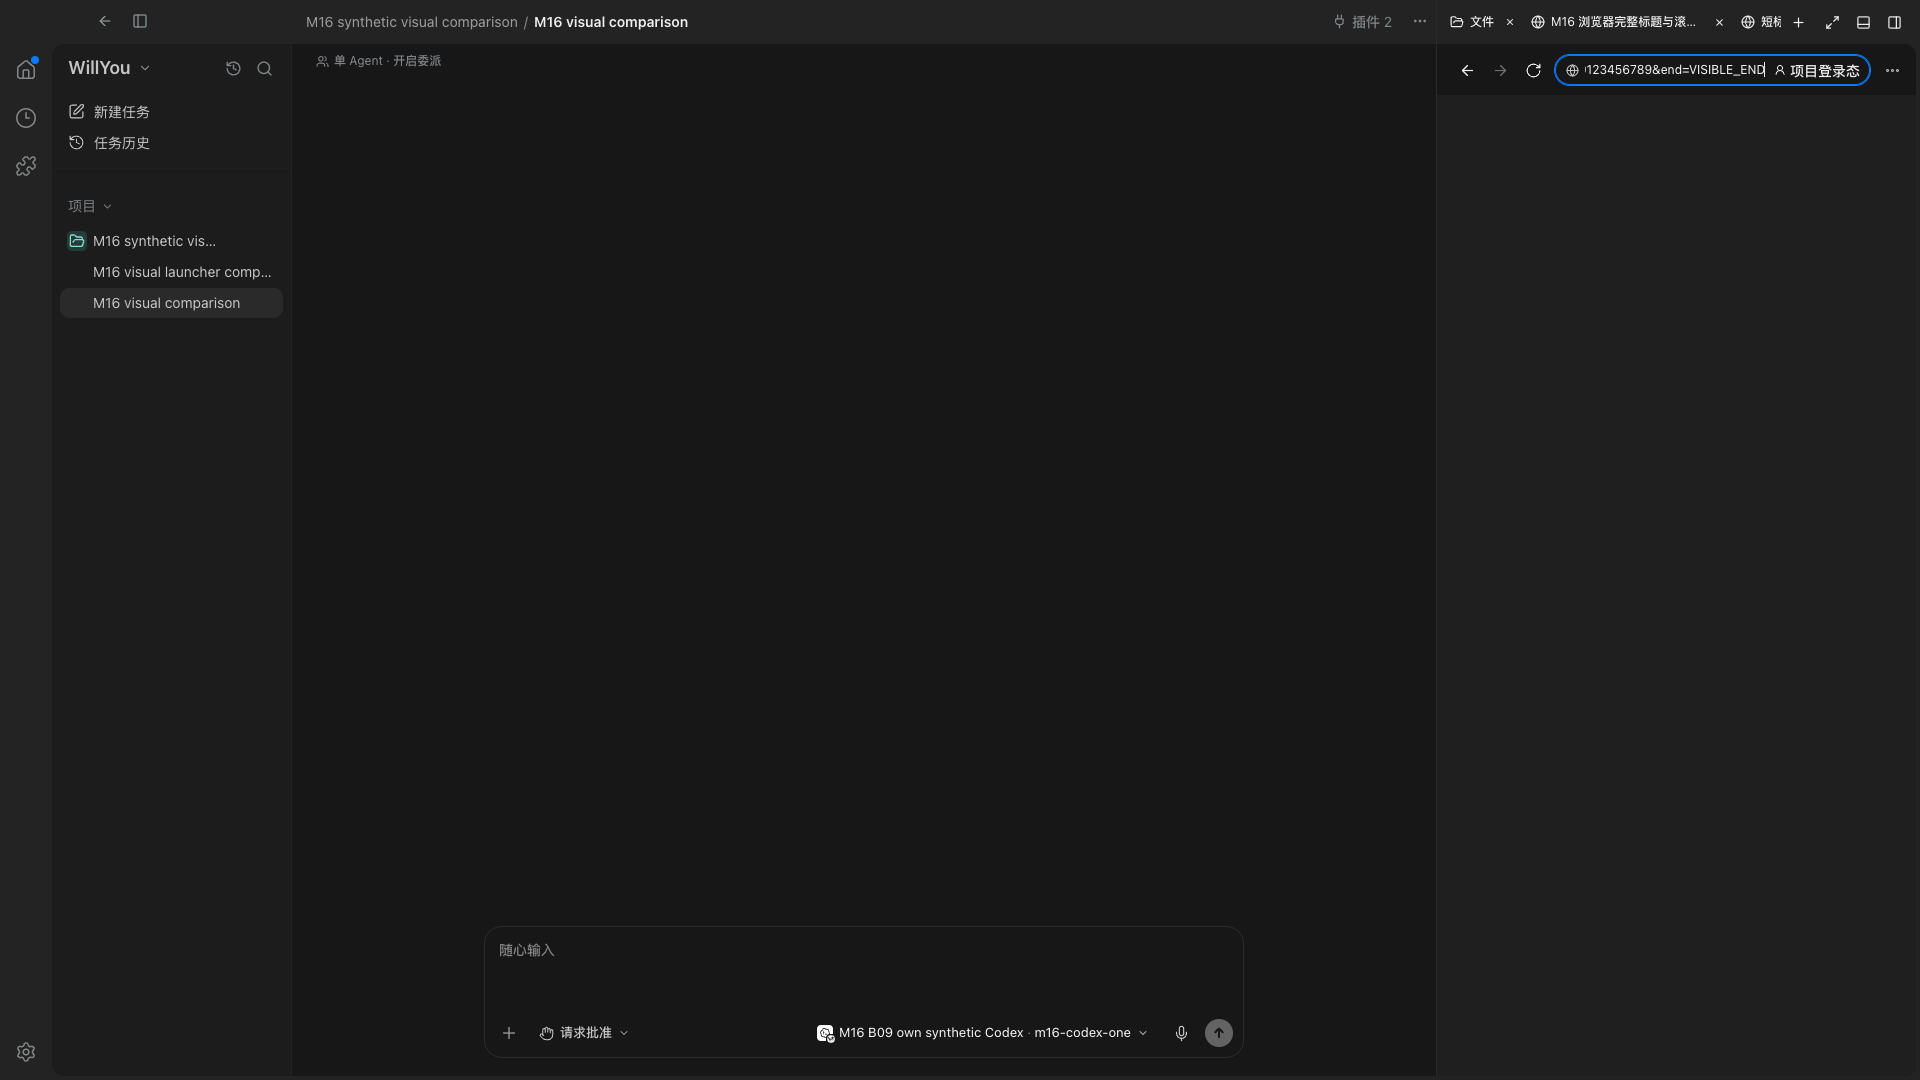 M16 synthetic visual comparison / M16 visual comparison
插件 2
文件
M16 浏览器完整标题与滚...
短标
WillYou
单 Agent · 开启委派
123456789&end=VISIBLE_END
项目登录态
新建任务
任务历史
项目
M16 synthetic vis...
M16 visual launcher comp...
M16 visual comparison
随心输入
请求批准
M16 B09 own synthetic Codex · m16-codex-one